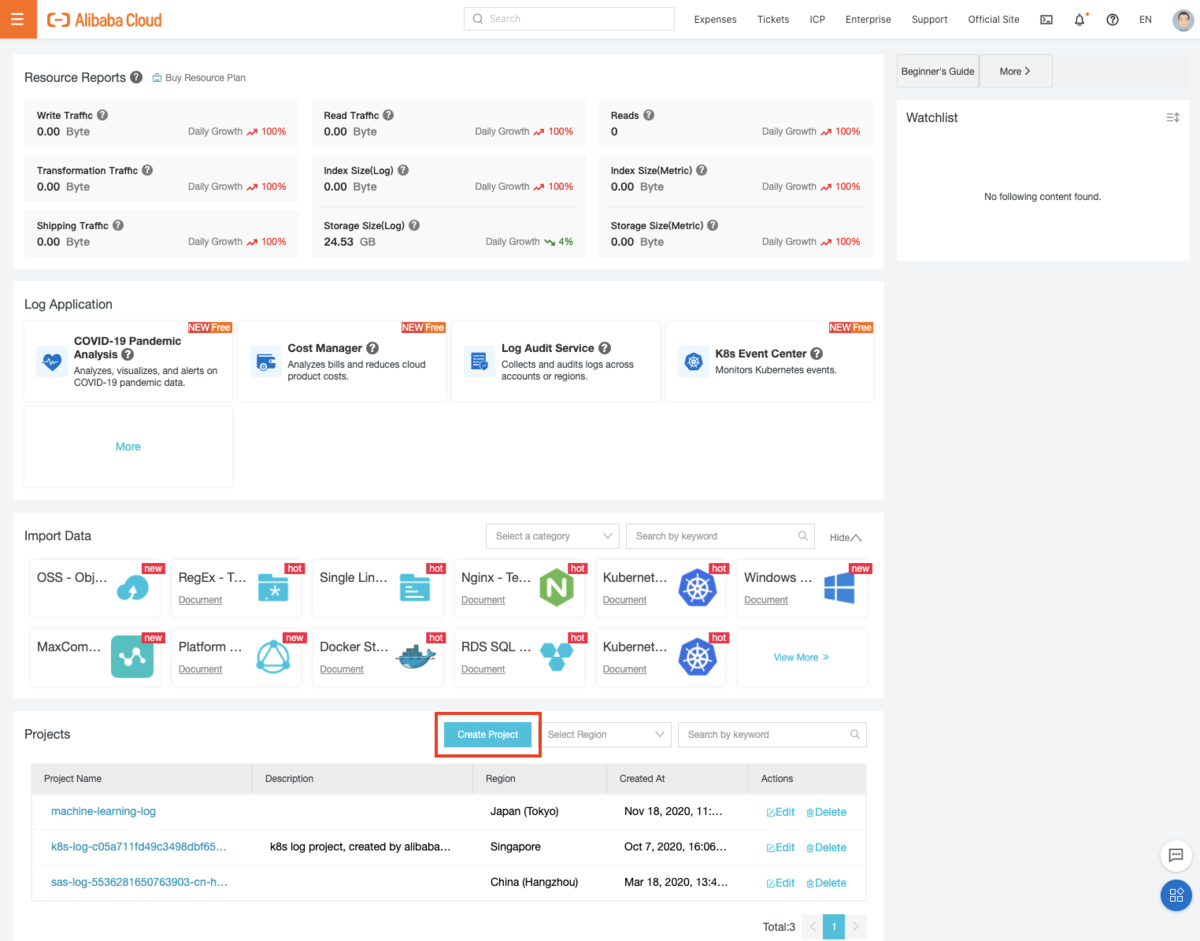 Alibaba Cloud
Search
Expenses Tickets ICP Enterprise Support Official Site EN
Resource Reports Buy Resource Plan
Write Traffic
0.00 Byte Daily Growth 100%
Read Traffic
0.00 Byte Daily Growth 100%
Reads
0 Daily Growth 100%
Transformation Traffic
0.00 Byte Daily Growth 100%
Index Size(Log)
0.00 Byte Daily Growth 100%
Index Size(Metric)
0.00 Byte Daily Growth 100%
Shipping Traffic
0.00 Byte Daily Growth 100%
Storage Size(Log)
24.53 GB Daily Growth 4%
Storage Size(Metric)
0.00 Byte Daily Growth 100%
Beginner's Guide More
Watchlist
No following content found.
Log Application
NEW Free
COVID-19 Pandemic
Analysis
Analyzes, visualizes, and alerts on
COVID-19 pandemic data.
NEW Free
Cost Manager
Analyzes bills and reduces cloud
product costs.
Log Audit Service
Collects and audits logs across
accounts or regions.
NEW Free
K8s Event Center
Monitors Kubernetes events.
More
Import Data Select a category Search by keyword Hide
OSS - Obj... new
RegEx - T... hot
Document
Single Lin... hot
Nginx - Te... hot
Document
Kubernet... hot
Document
Windows ... new
Document
MaxCom... new
Platform ... new
Document
Docker St... hot
Document
RDS SQL ... hot
Document
Kubernet... hot
Document
View More
Projects Create Project Select Region Search by keyword
Project Name Description Region Created At Actions
machine-learning-log Japan (Tokyo) Nov 18, 2020, 11:... Edit Delete
k8s-log-c05a711fd49c3498dbf65... k8s log project, created by alibaba... Singapore Oct 7, 2020, 16:06... Edit Delete
sas-log-5536281650763903-cn-h... China (Hangzhou) Mar 18, 2020, 13:4... Edit Delete
Total:3 1